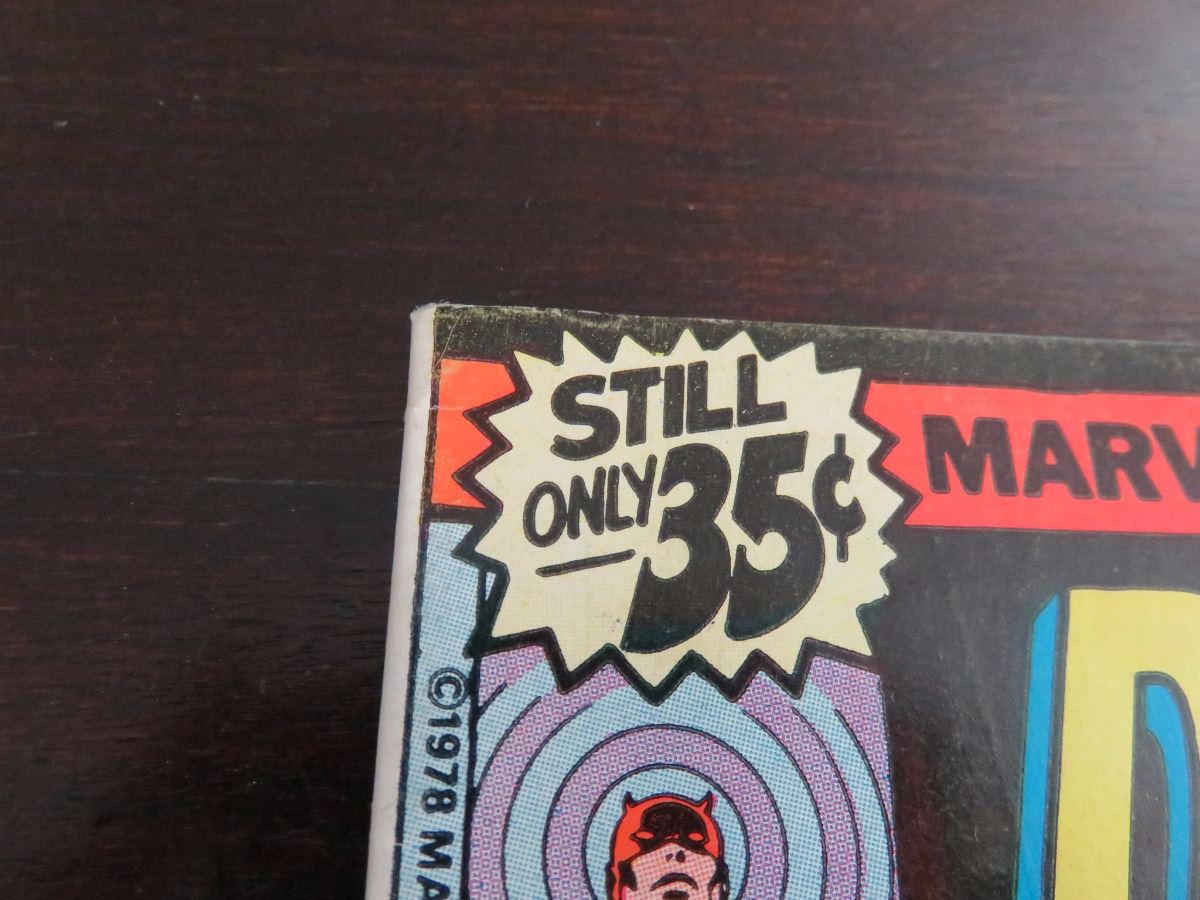 STILL
ONLY 35¢
MARV
D
©1978 MA